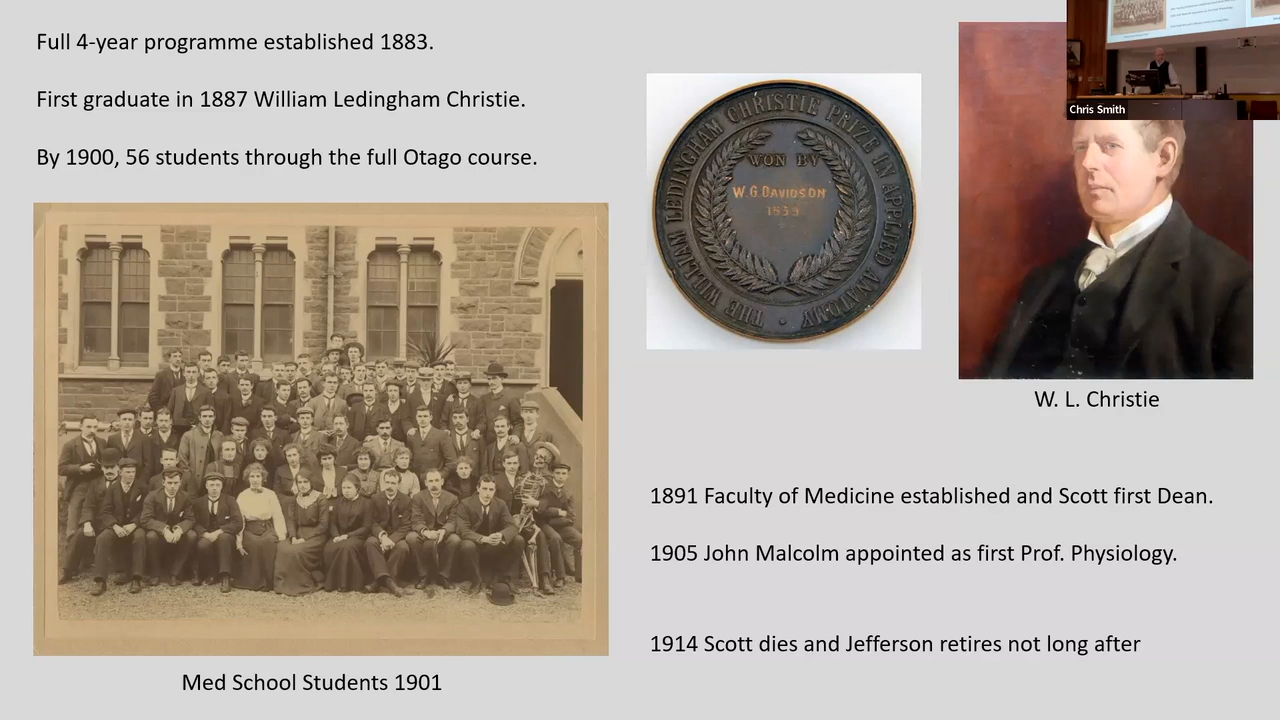 Full 4-year programme established 1883.
First graduate in 1887 William Ledingham Christie.
By 1900, 56 students through the full Otago course.
THE WILLIAM LEDINGHAM CHRISTIE PRIZE IN APPLIED ANATOMY
WON BY
W.G.DAVIDSON
1939
Chris Smith
W. L. Christie
1891 Faculty of Medicine established and Scott first Dean.
1905 John Malcolm appointed as first Prof. Physiology.
1914 Scott dies and Jefferson retires not long after
Med School Students 1901